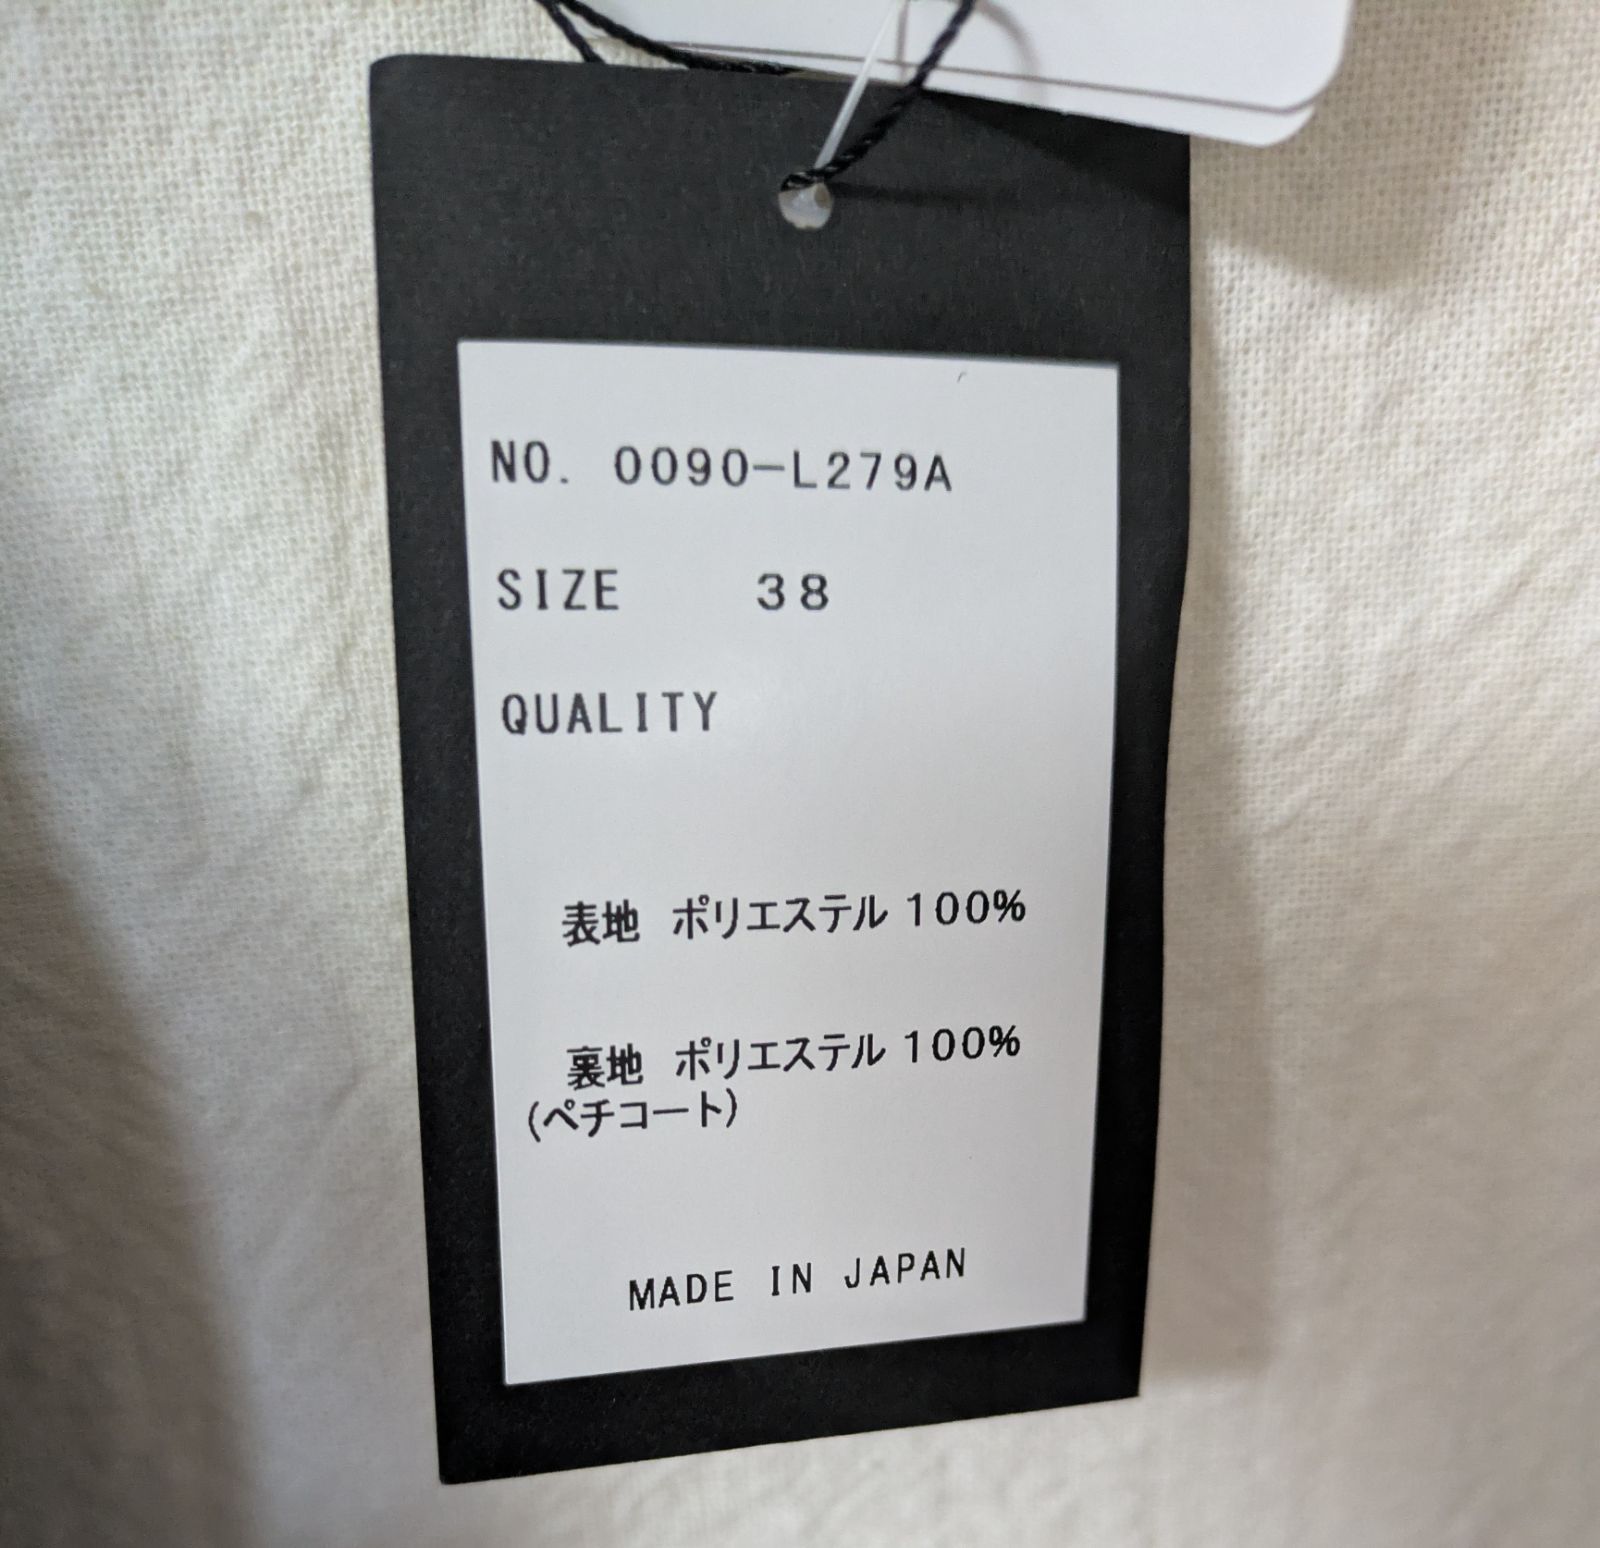 NO. 0090-L279A
SIZE 38
QUALITY
表地 ポリエステル 100%
裏地 ポリエステル 100%
(ペチコート)
MADE IN JAPAN